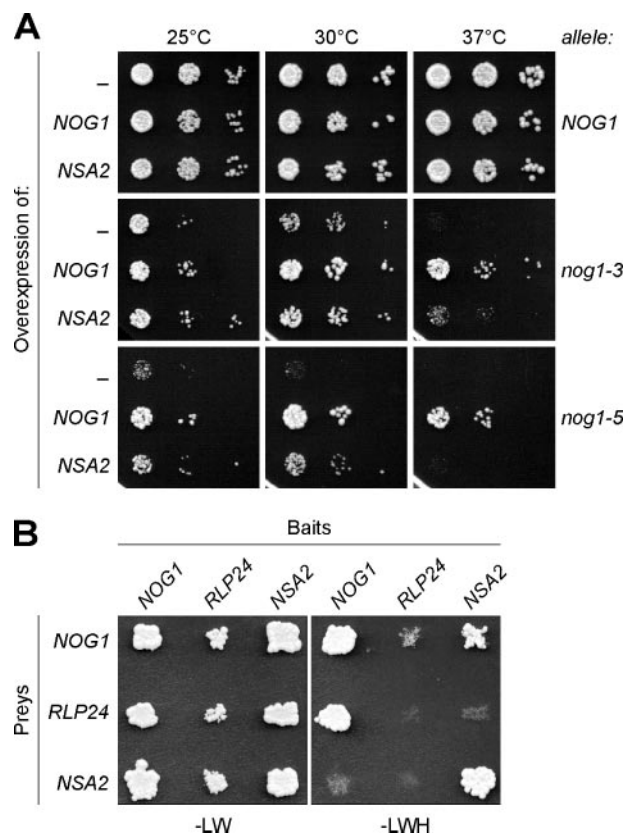 A
25°C 30°C 37°C allele:
Overexpression of:
–
NOG1 NOG1
NSA2
–
NOG1 nog1-3
NSA2
–
NOG1 nog1-5
NSA2
B
Baits
NOG1 RLP24 NSA2 NOG1 RLP24 NSA2
Preys
NOG1
RLP24
NSA2
-LW -LWH